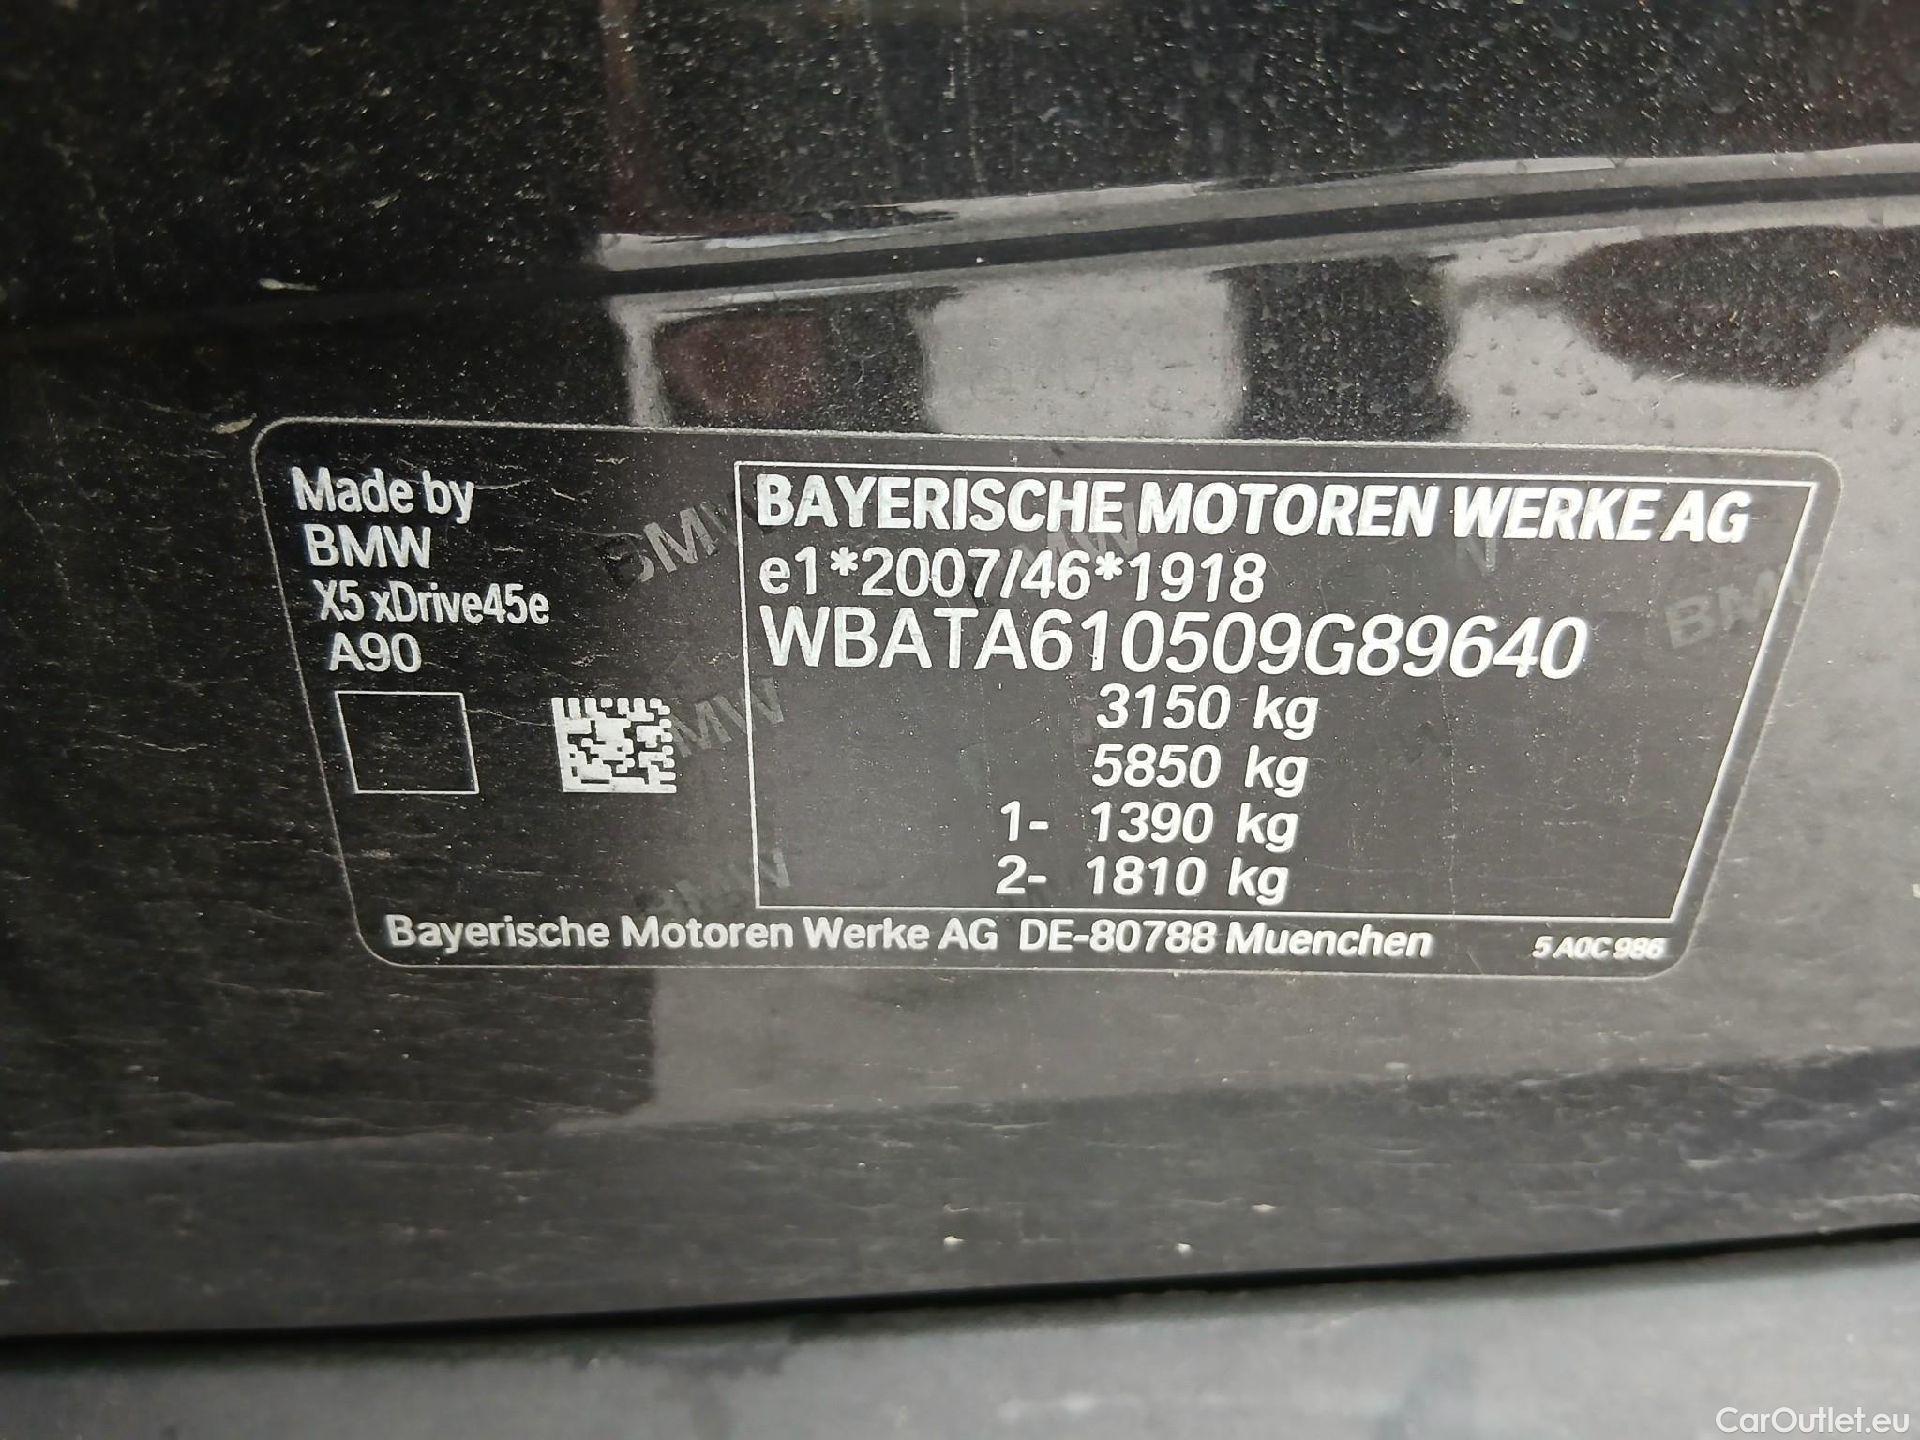 Made by
BMW
X5 xDrive45e
A90
BAYERISCHE MOTOREN WERKE AG
e1*2007/46*1918
WBATA610509G89640
3150 kg
5850 kg
1- 1390 kg
2- 1810 kg
Bayerische Motoren Werke AG DE-80788 Muenchen
5 A0C 986
CarOutlet.eu